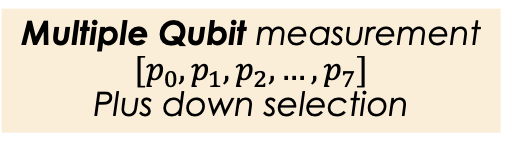 Multiple Qubit measurement
[𝑝₀, 𝑝₁, 𝑝₂, … , 𝑝₇]
Plus down selection